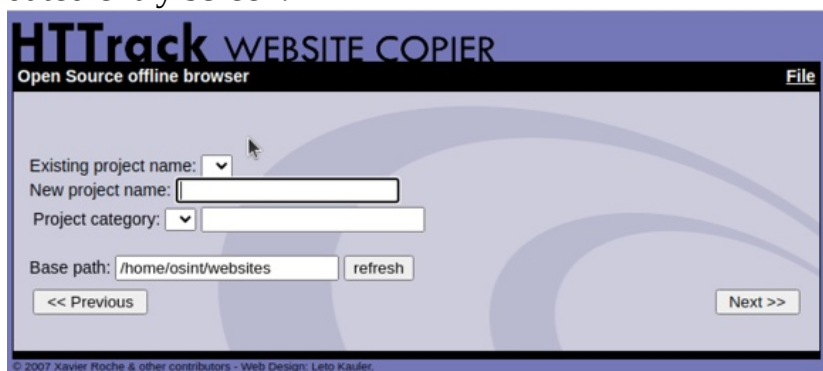 HTTrack WEBSITE COPIER
Open Source offline browser File
Existing project name:
New project name:
Project category:
Base path: /home/osint/websites refresh
<< Previous Next >>
© 2007 Xavier Roche & other contributors - Web Design: Leto Kauler.